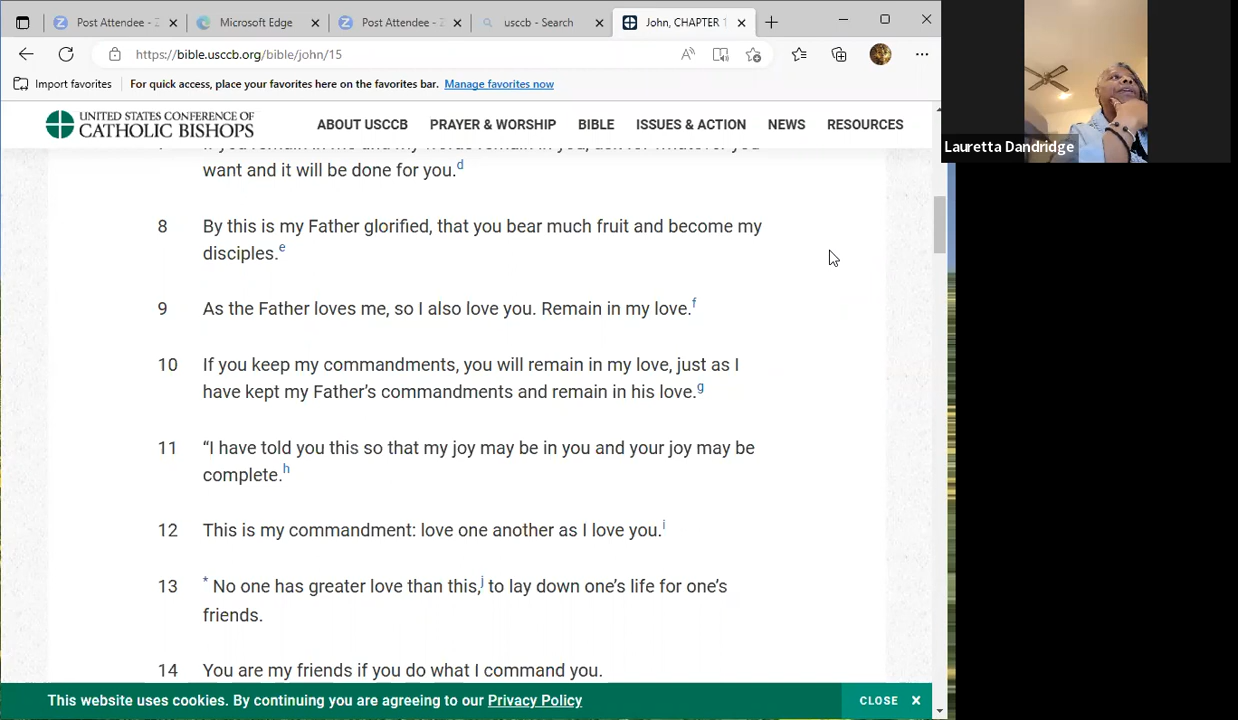 Post Attendee - Z
Microsoft Edge
Post Attendee - Z
usccb - Search
John, CHAPTER 1
https://bible.usccb.org/bible/john/15
Import favorites
For quick access, place your favorites here on the favorites bar. Manage favorites now
UNITED STATES CONFERENCE OF
CATHOLIC BISHOPS
ABOUT USCCB PRAYER & WORSHIP BIBLE ISSUES & ACTION NEWS RESOURCES
Lauretta Dandridge
want and it will be done for you.d
8 By this is my Father glorified, that you bear much fruit and become my
disciples.e
9 As the Father loves me, so I also love you. Remain in my love.f
10 If you keep my commandments, you will remain in my love, just as I
have kept my Father’s commandments and remain in his love.g
11 “I have told you this so that my joy may be in you and your joy may be
complete.h
12 This is my commandment: love one another as I love you.i
13 * No one has greater love than this,j to lay down one’s life for one’s
friends.
14 You are my friends if you do what I command you.
This website uses cookies. By continuing you are agreeing to our Privacy Policy
CLOSE ×